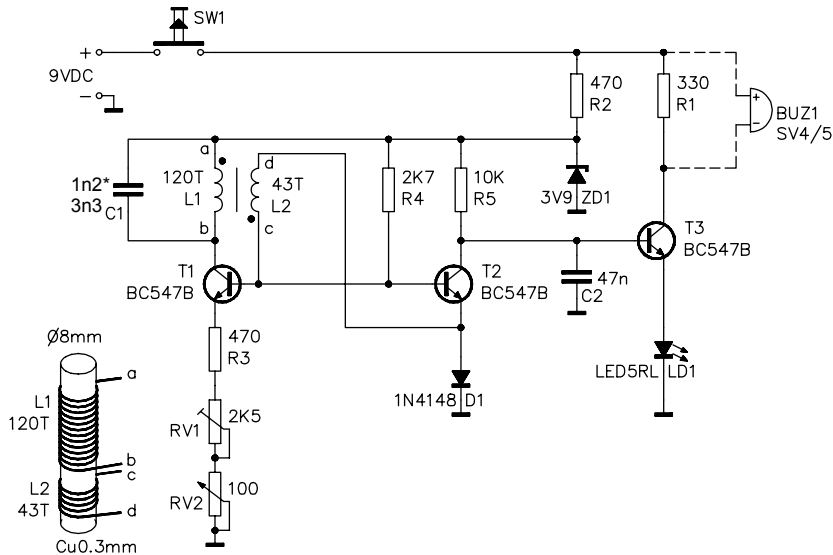 SW1
+
9VDC
-
470
R2
330
R1
+
-
BUZ1
SV4/5
a
d
120T
L1
43T
L2
b
c
1n2*
3n3 C1
2K7
R4
10K
R5
3V9 ZD1
T3
BC547B
T1
BC547B
T2
BC547B
47n
C2
470
R3
1N4148 D1
LED5RL LD1
2K5
RV1
100
RV2
Ø8mm
a
L1
120T
b
c
L2
43T
d
Cu0.3mm